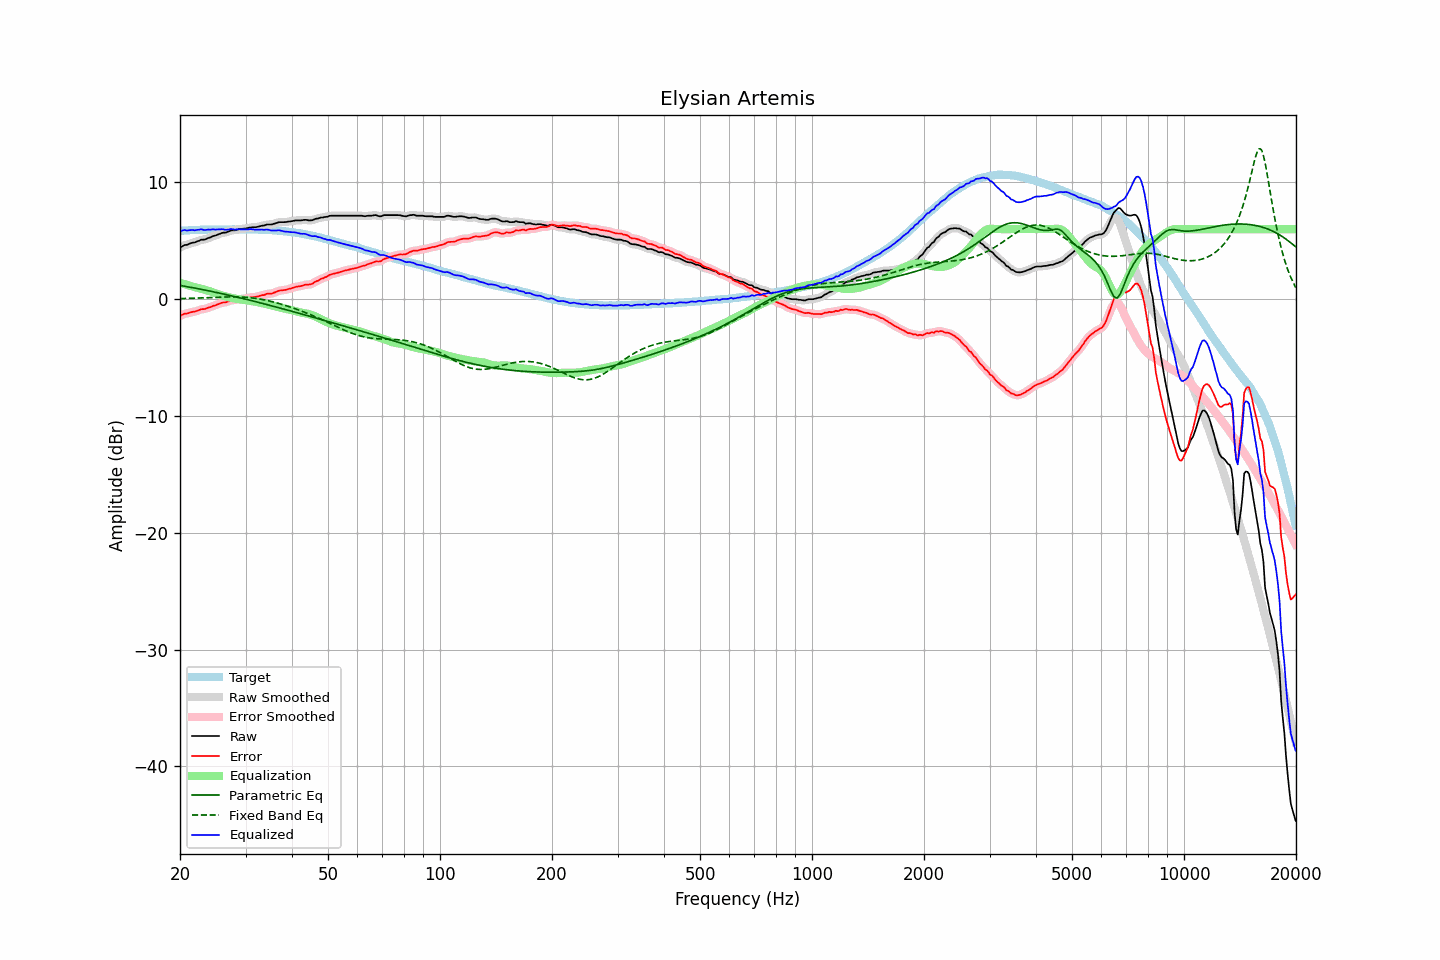 Elysian Artemis
Amplitude (dBr)
10
0
−10
−20
−30
−40
Target
Raw Smoothed
Error Smoothed
Raw
Error
Equalization
Parametric Eq
Fixed Band Eq
Equalized
20 50 100 200 500 1000 2000 5000 10000 20000
Frequency (Hz)